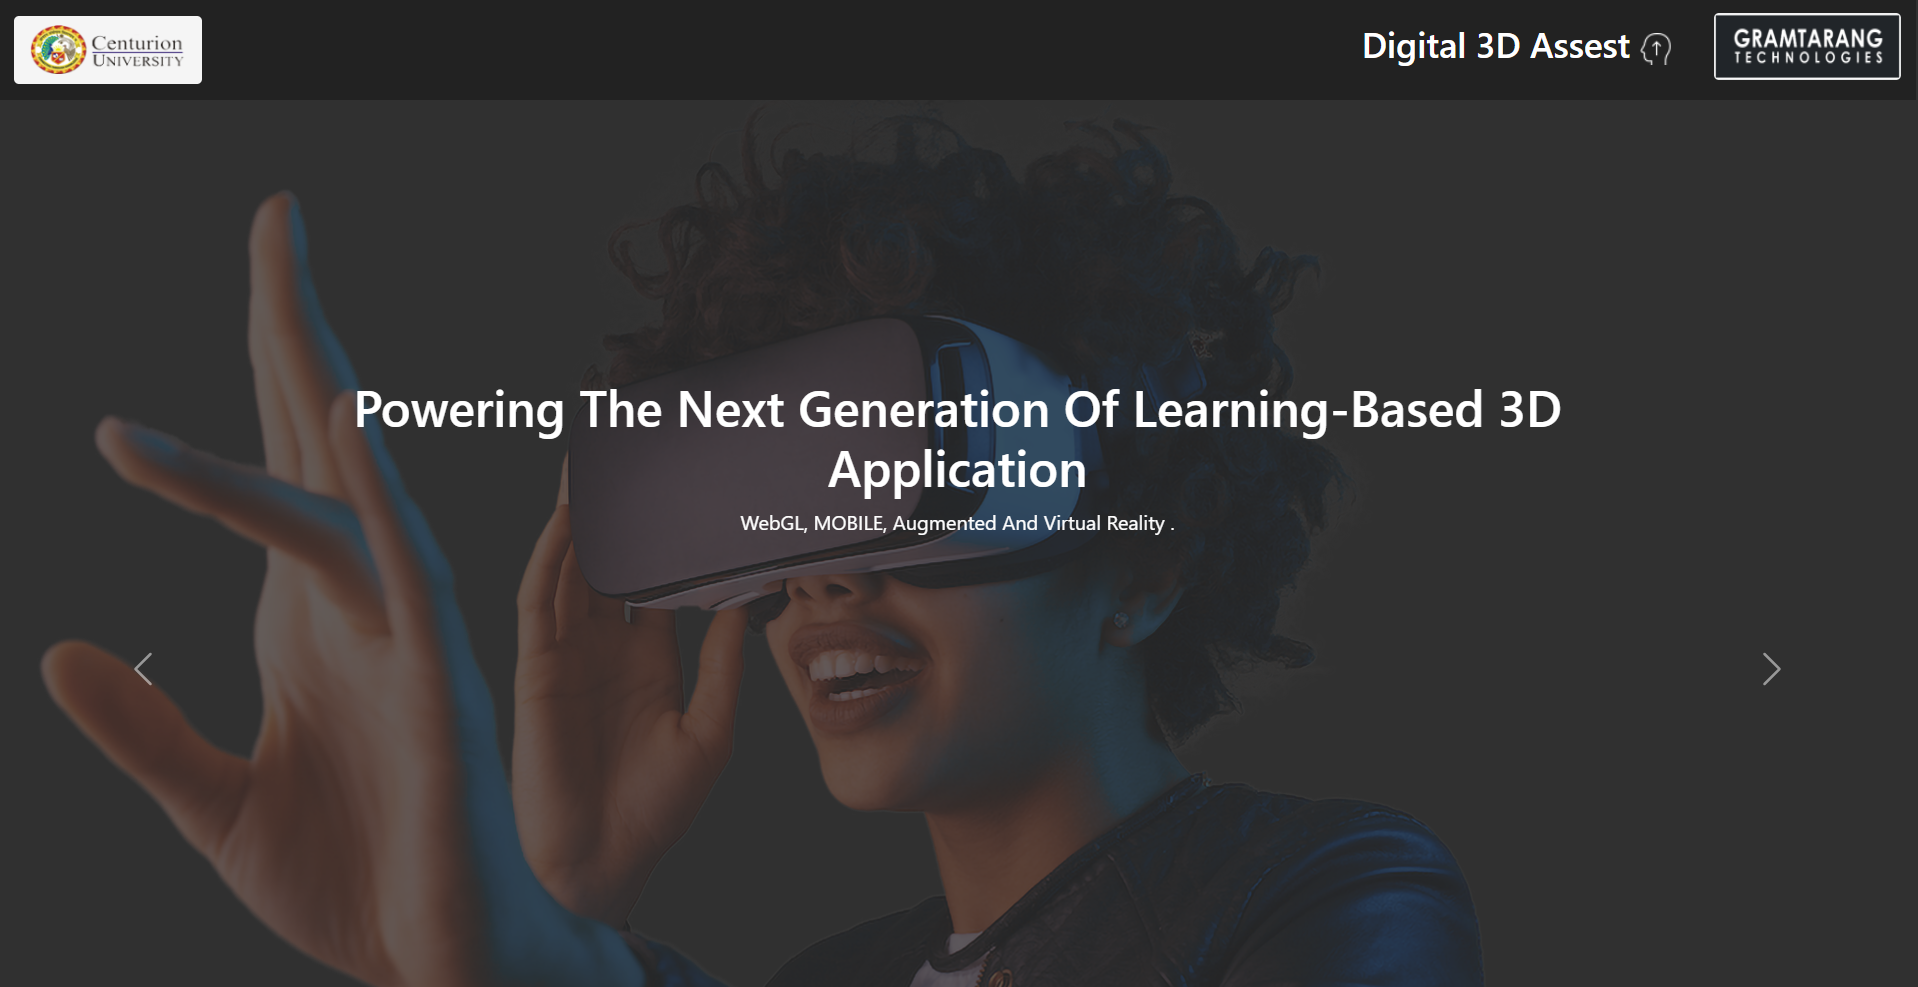 Centurion
UNIVERSITY
Digital 3D Assest
GRAMTARANG
TECHNOLOGIES
Powering The Next Generation Of Learning-Based 3D
Application
WebGL, MOBILE, Augmented And Virtual Reality .